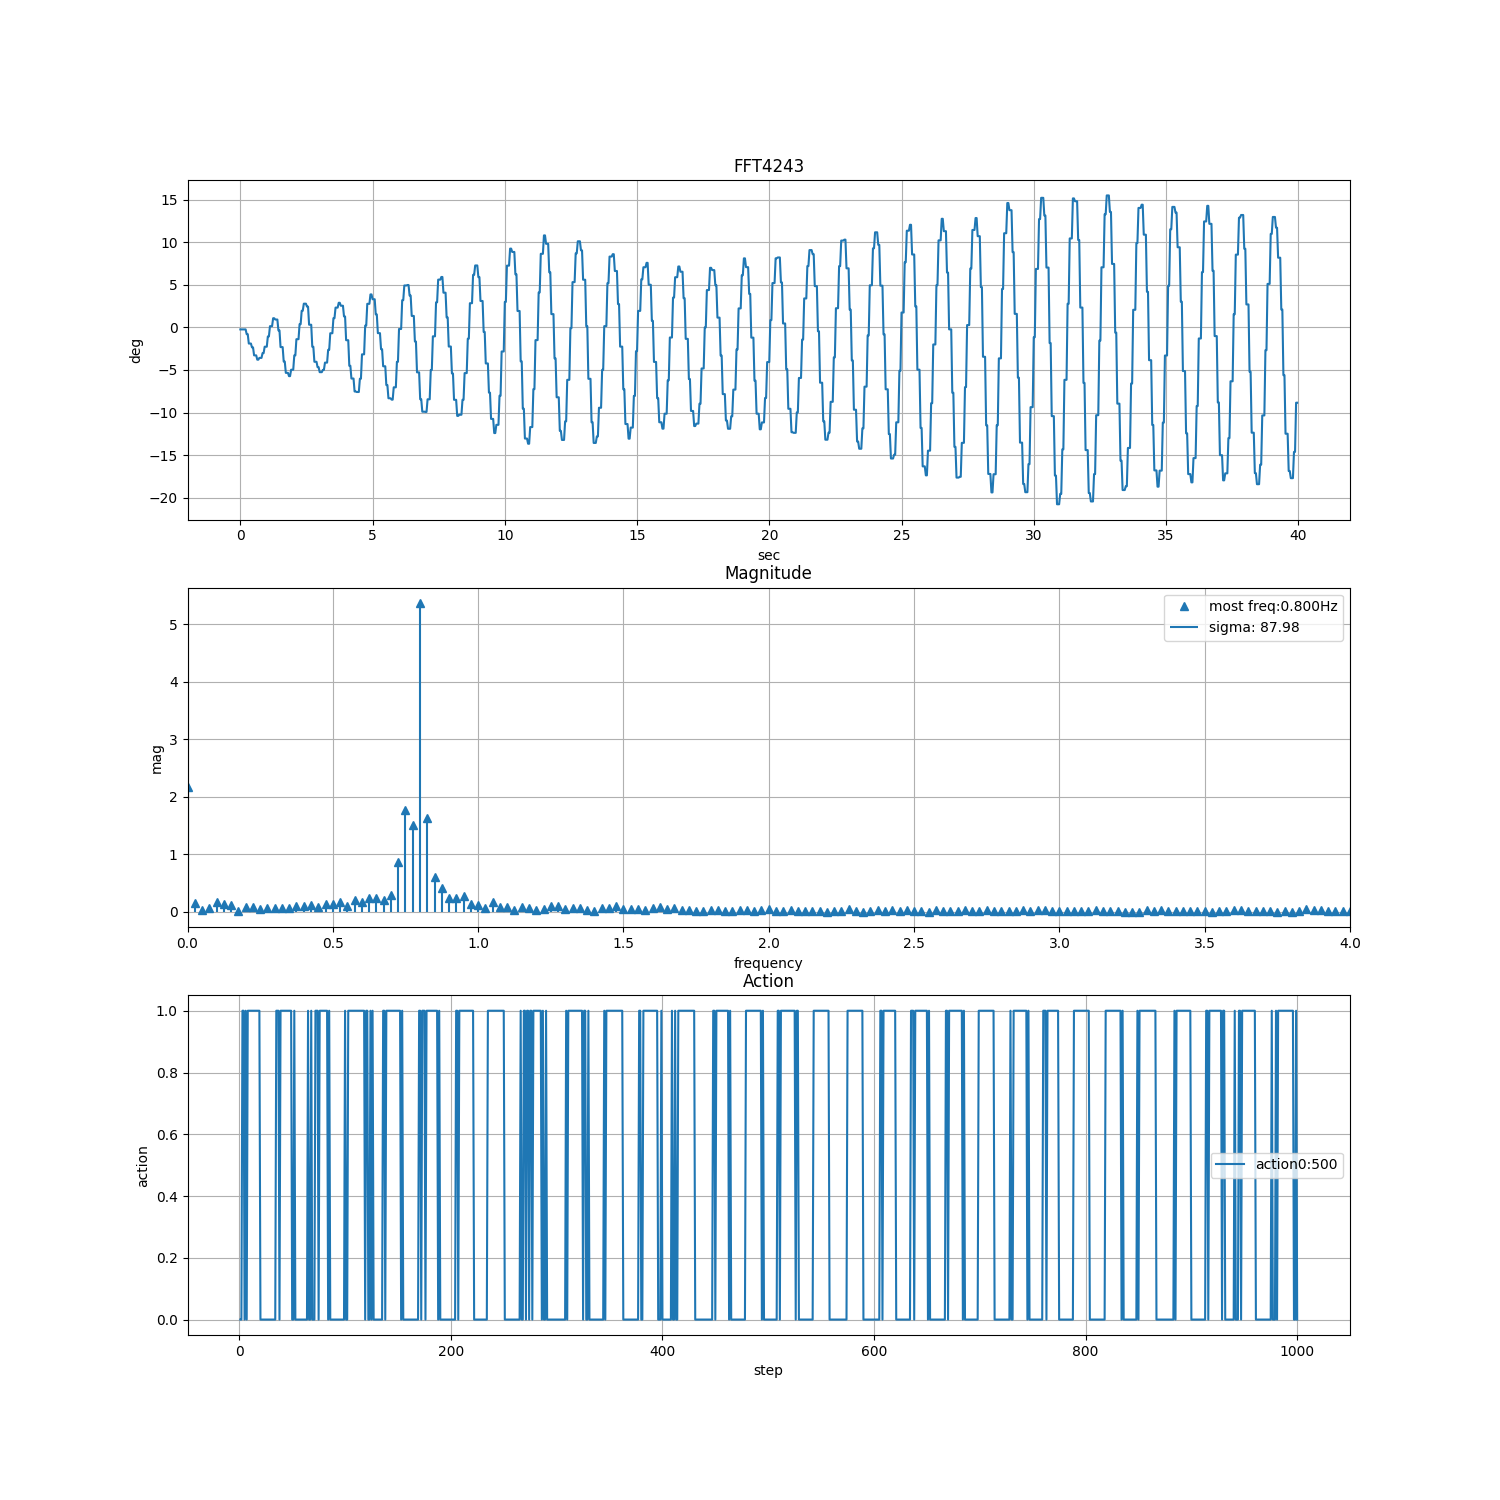 FFT4243
15
10
5
0
−5
−10
−15
−20
deg
0 5 10 15 20 25 30 35 40
sec
Magnitude
most freq:0.800Hz
sigma: 87.98
5
4
3
2
1
0
mag
0.0 0.5 1.0 1.5 2.0 2.5 3.0 3.5 4.0
frequency
Action
1.0
0.8
0.6
0.4
0.2
0.0
action
action0:500
0 200 400 600 800 1000
step